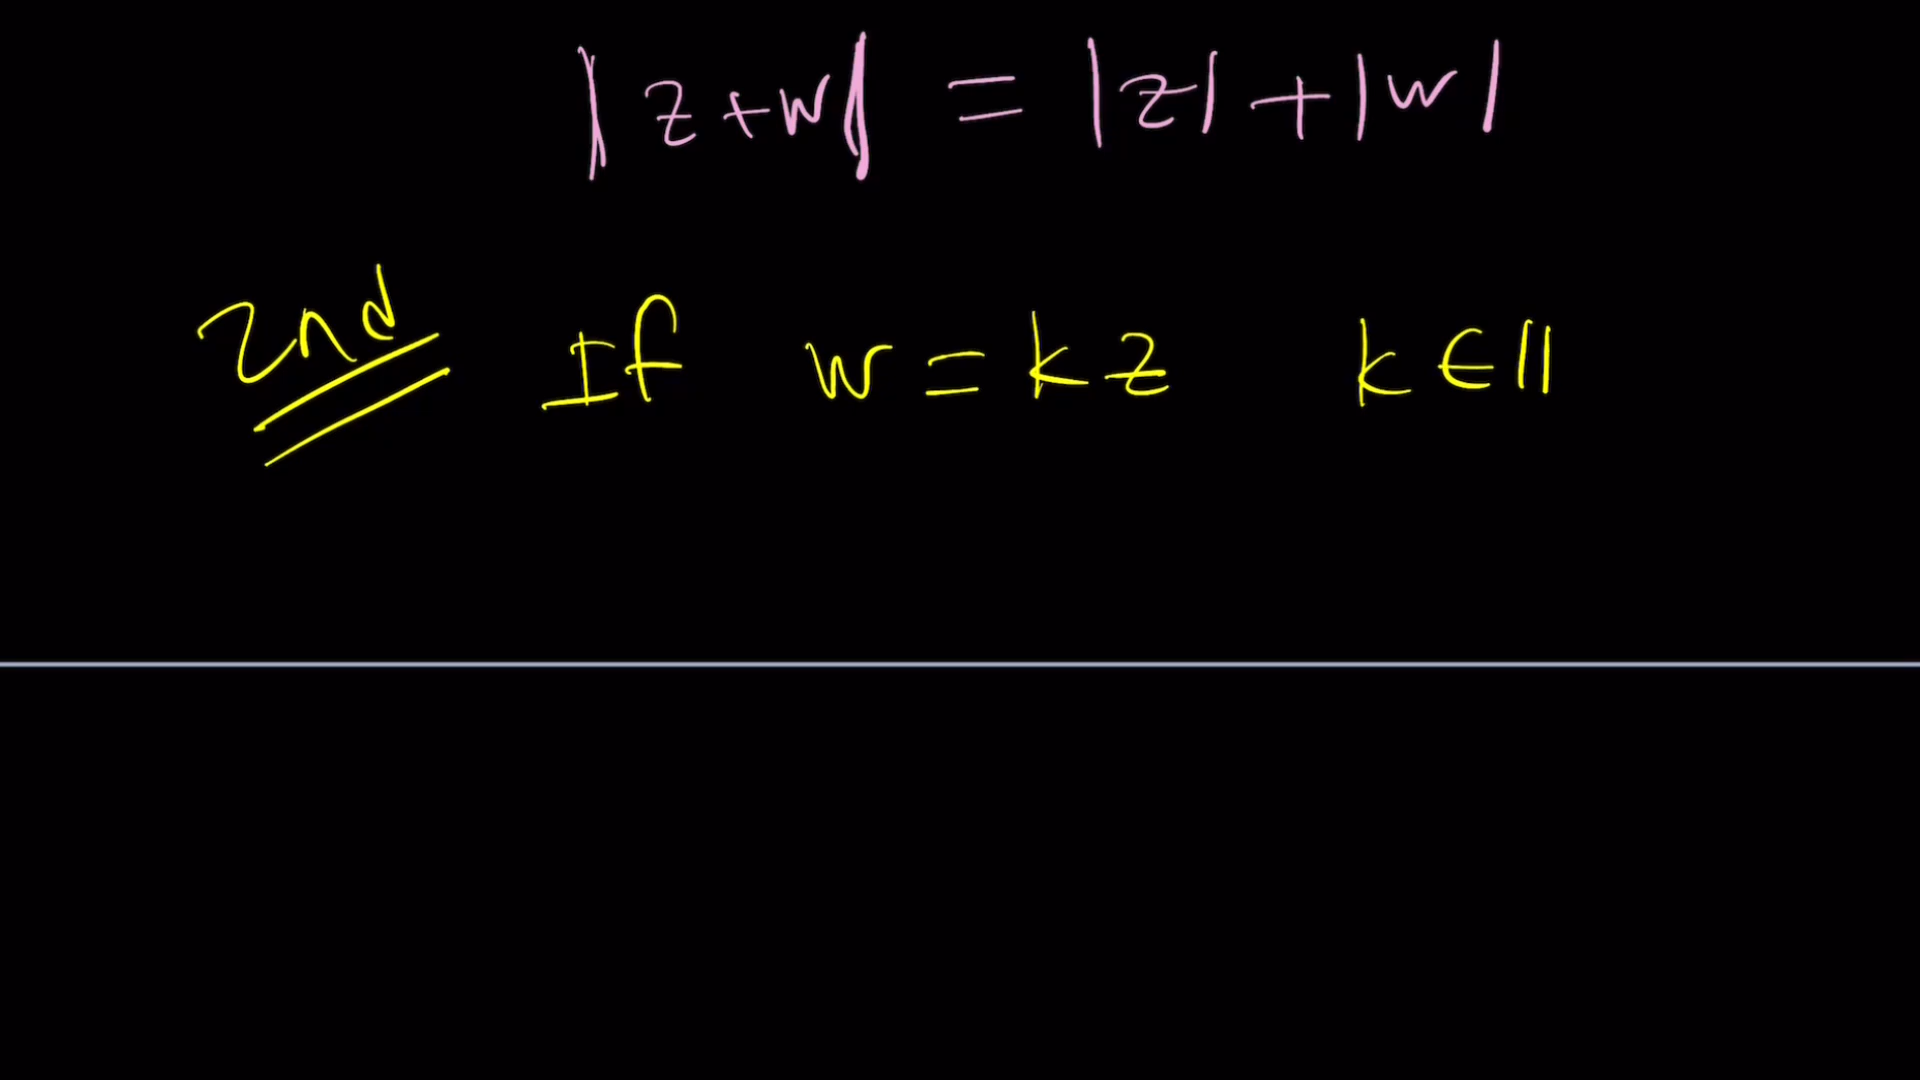 |z+w| = |z|+|w|
2nd If w = kz k∈||